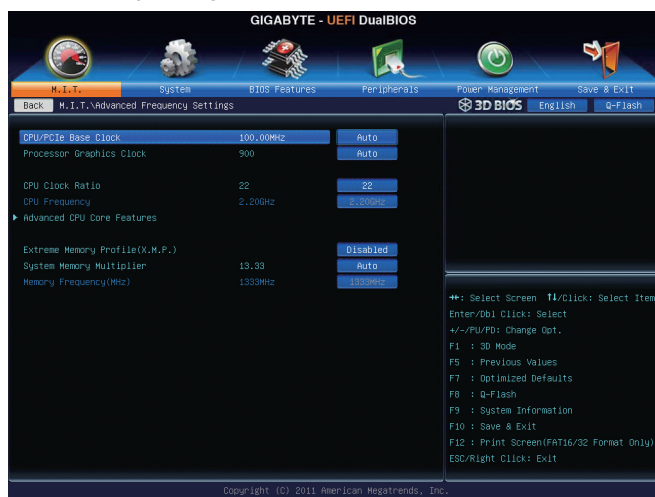 GIGABYTE - UEFI DualBIOS
M.I.T. System BIOS Features Peripherals Power Management Save & Exit
Back M.I.T.\Advanced Frequency Settings 3D BIOS English Q-Flash
CPU/PCIe Base Clock 100.00MHz Auto
Processor Graphics Clock 900 Auto
CPU Clock Ratio 22 22
CPU Frequency 2.20GHz 2.20GHz
Advanced CPU Core Features
Extreme Memory Profile(X.M.P.) Disabled
System Memory Multiplier 13.33 Auto
Memory Frequency(MHz) 1333MHz 1333MHz
→←: Select Screen ↑↓/Click: Select Item
Enter/Dbl Click: Select
+/-/PU/PD: Change Opt.
F1 : 3D Mode
F5 : Previous Values
F7 : Optimized Defaults
F8 : Q-Flash
F9 : System Information
F10 : Save & Exit
F12 : Print Screen(FAT16/32 Format Only)
ESC/Right Click: Exit
Copyright (C) 2011 American Megatrends, Inc.